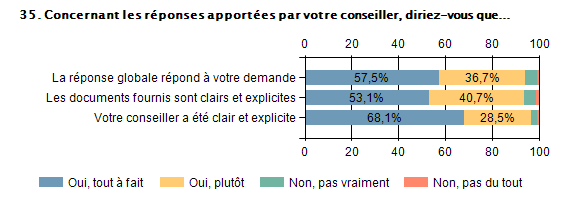 35. Concernant les réponses apportées par votre conseiller, diriez-vous que...
0 20 40 60 80 100
La réponse globale répond à votre demande 57,5% 36,7%
Les documents fournis sont clairs et explicites 53,1% 40,7%
Votre conseiller a été clair et explicite 68,1% 28,5%
0 20 40 60 80 100
Oui, tout à fait Oui, plutôt Non, pas vraiment Non, pas du tout